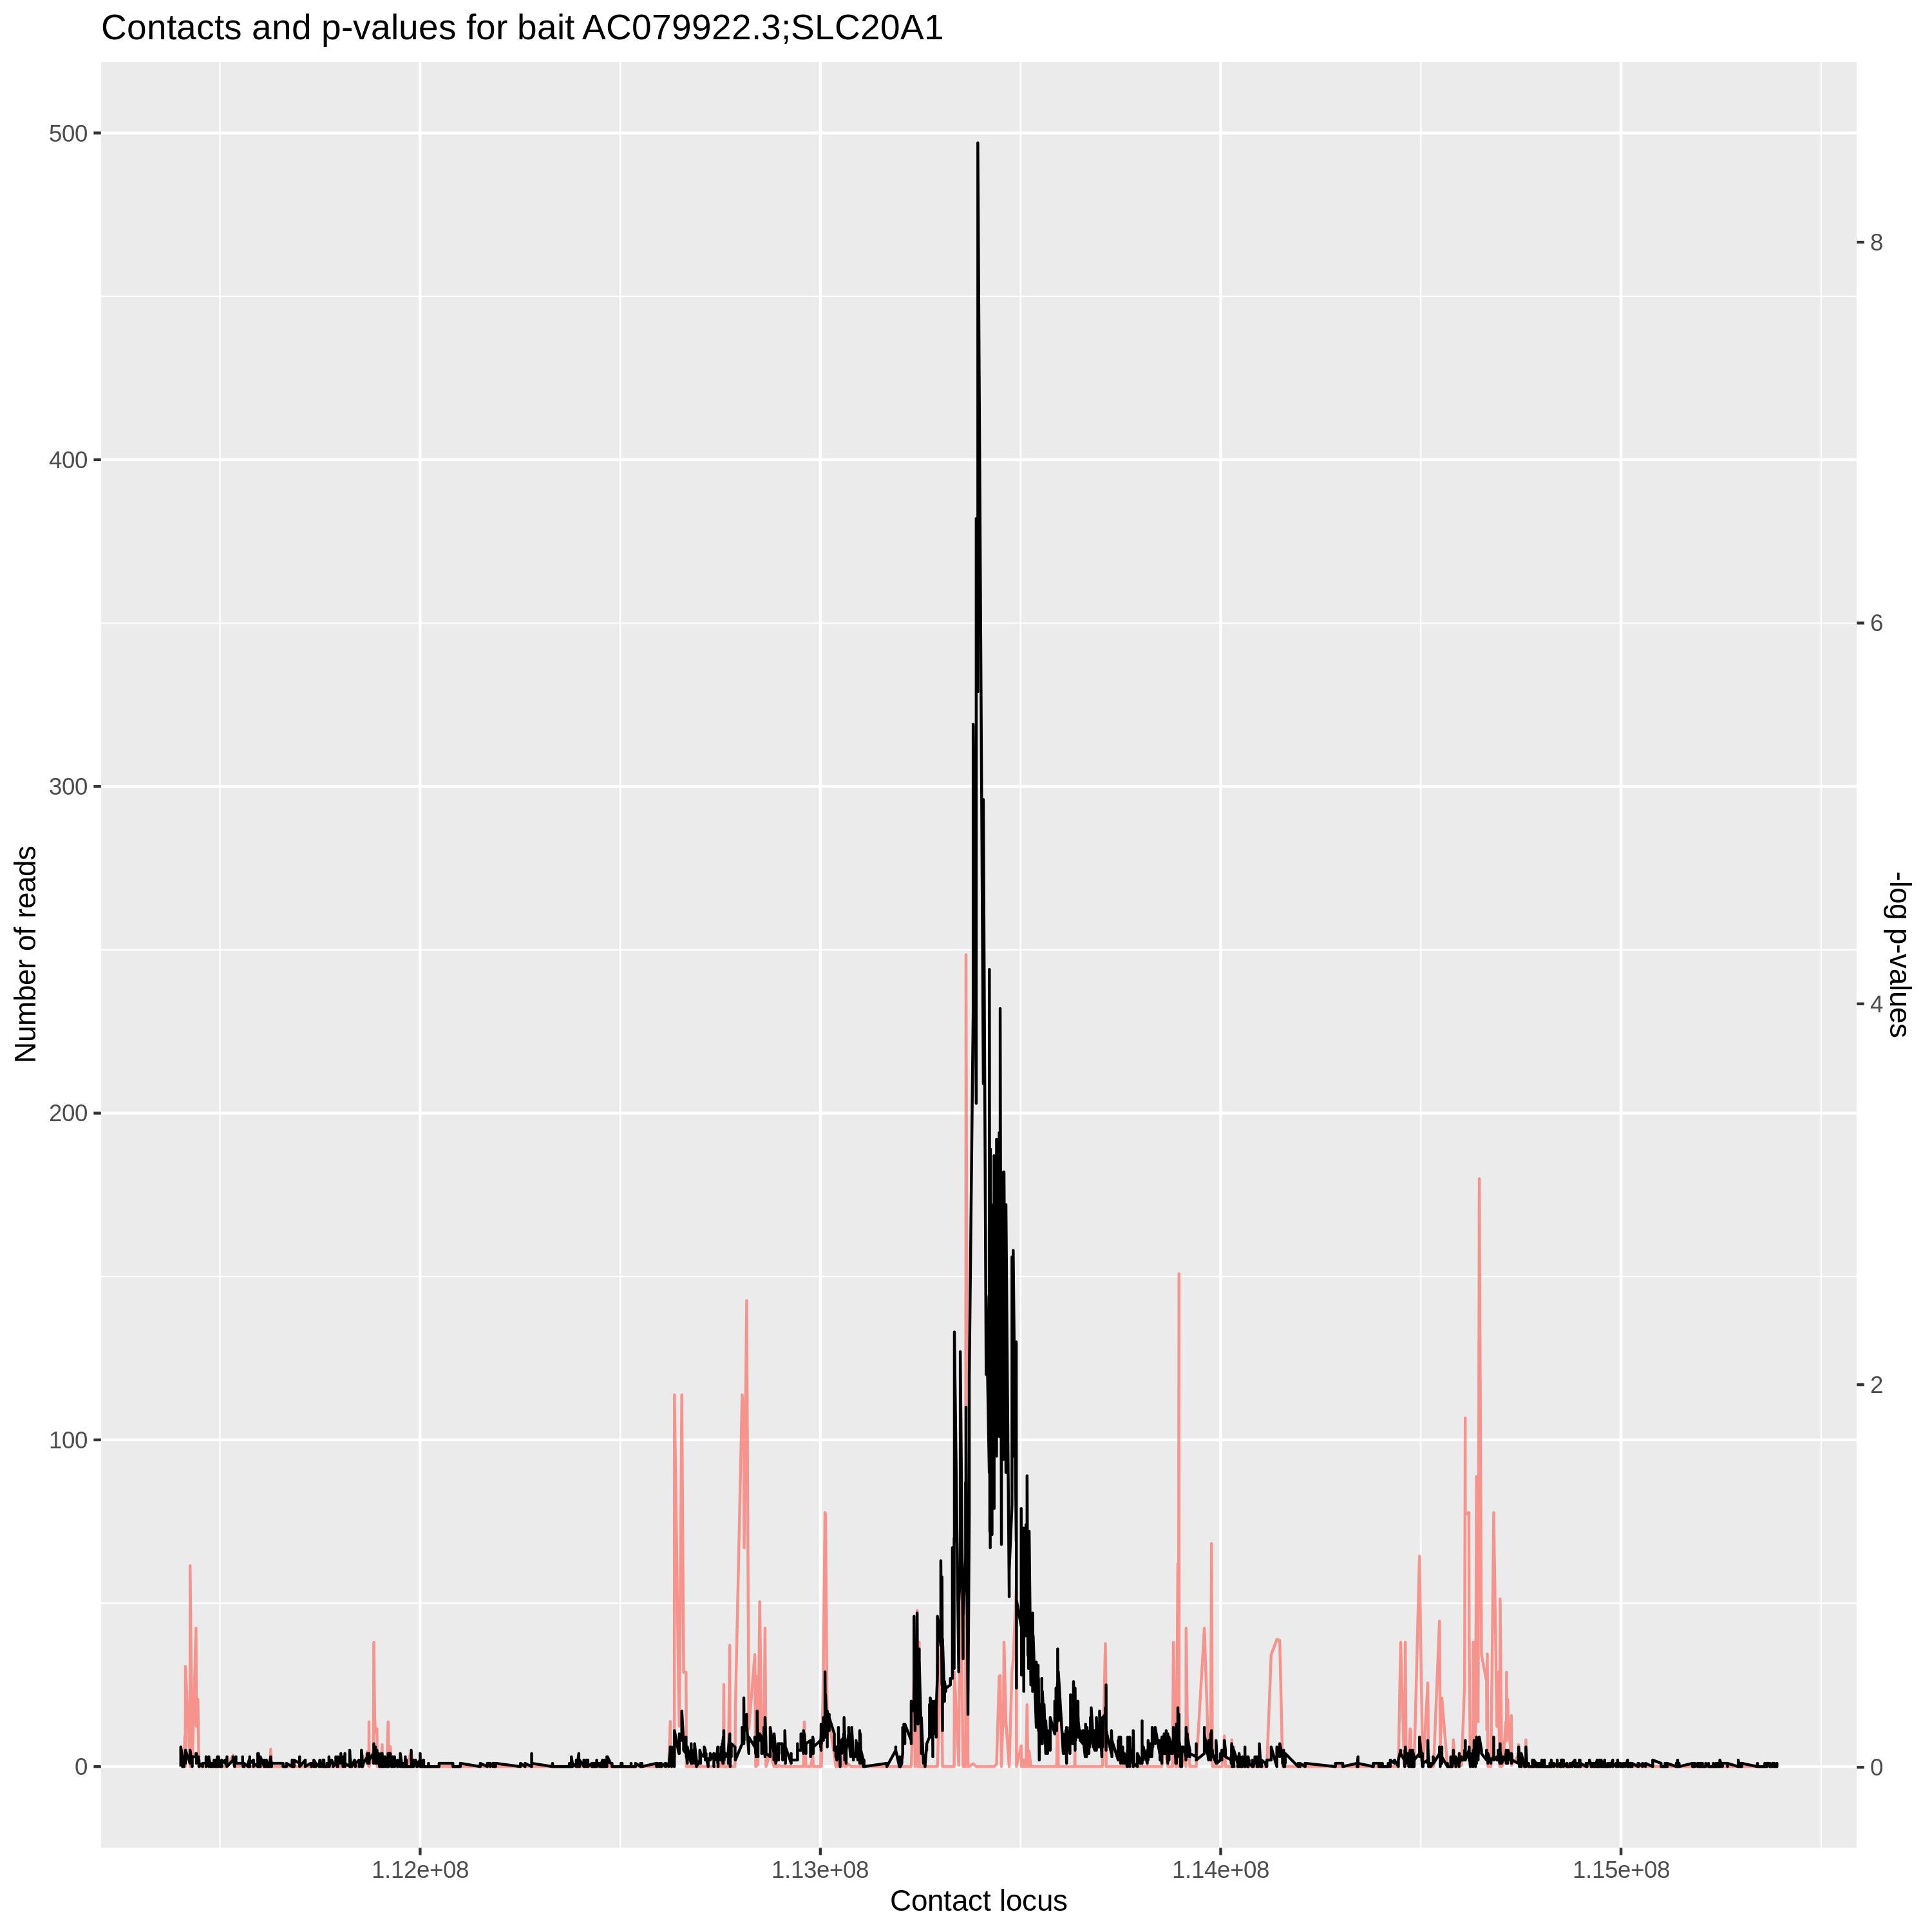 Contacts and p-values for bait AC079922.3;SLC20A1
500
400
300
200
100
0
Number of reads
8
6
4
2
0
-log p-values
1.12e+08
1.13e+08
1.14e+08
1.15e+08
Contact locus